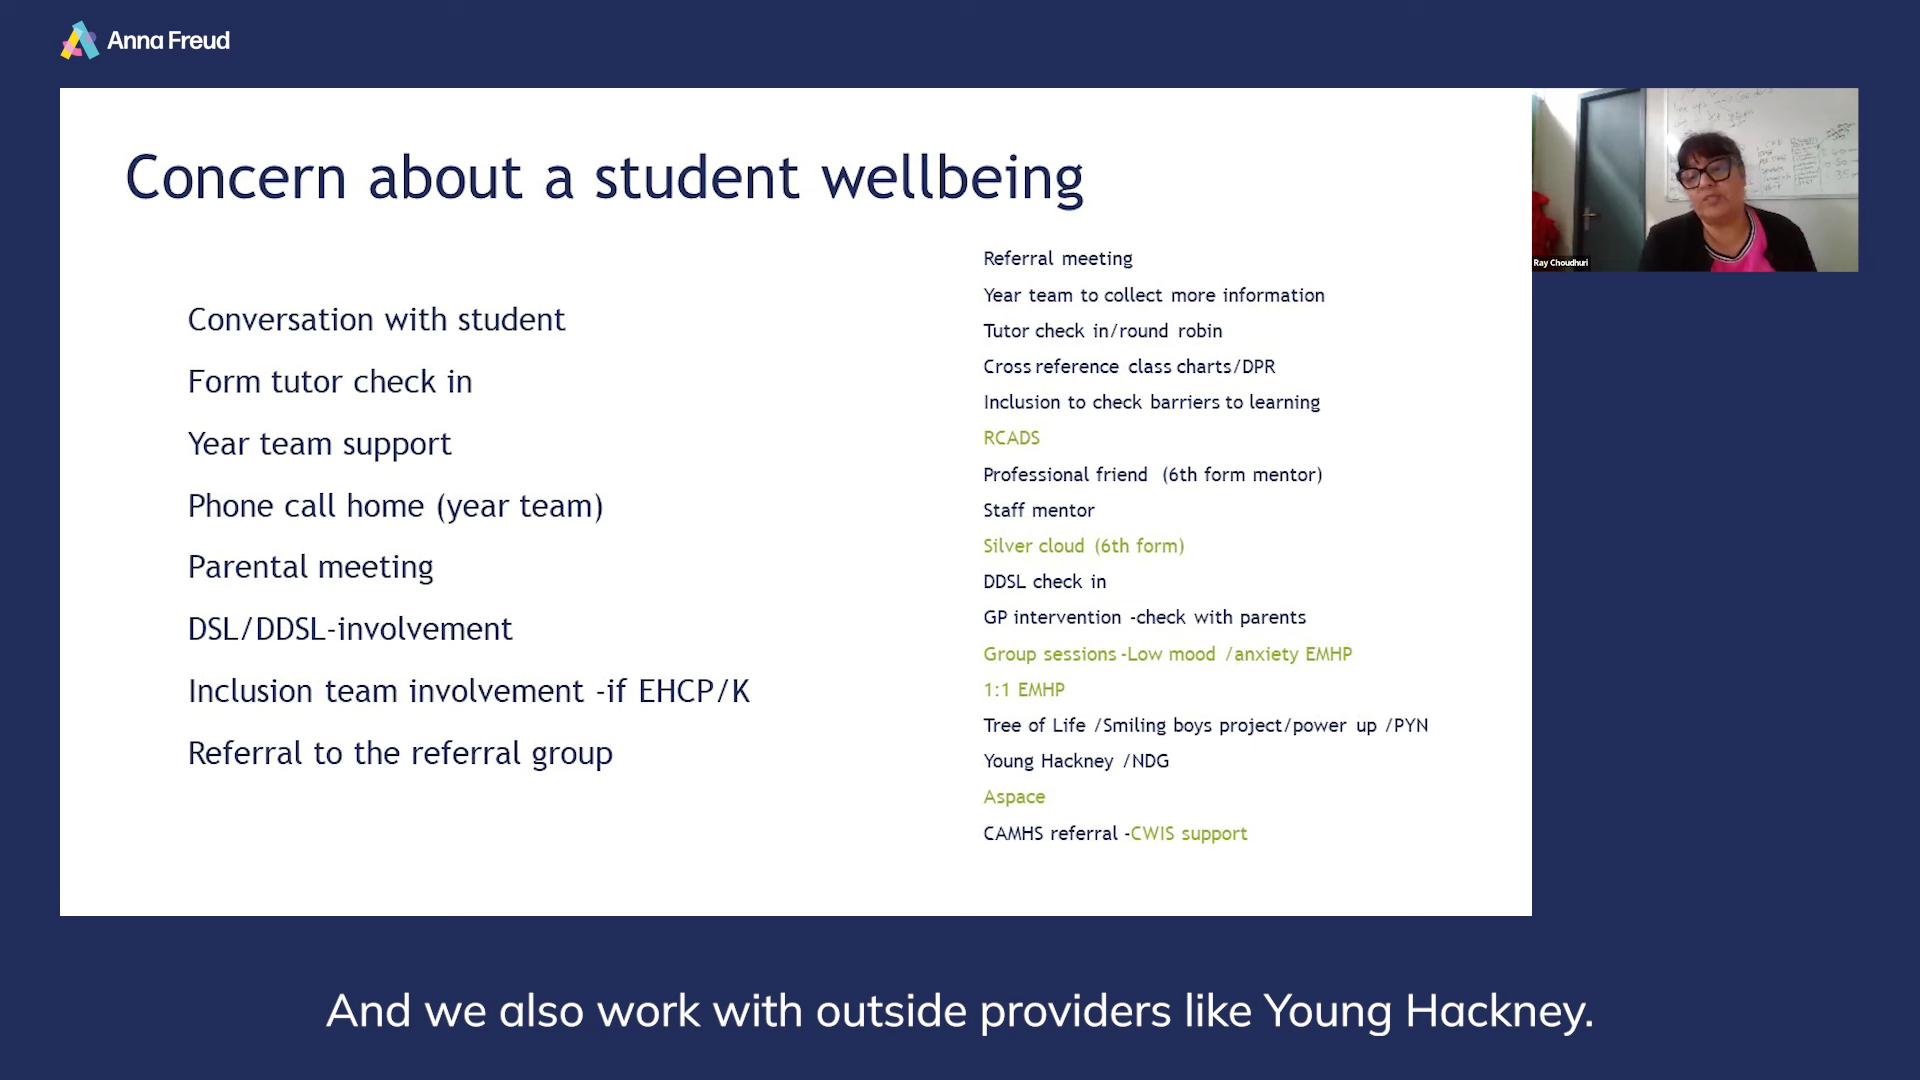 Anna Freud
Concern about a student wellbeing
Conversation with student
Form tutor check in
Year team support
Phone call home (year team)
Parental meeting
DSL/DDSL-involvement
Inclusion team involvement -if EHCP/K
Referral to the referral group
Referral meeting
Year team to collect more information
Tutor check in/round robin
Cross reference class charts/DPR
Inclusion to check barriers to learning
RCADS
Professional friend (6th form mentor)
Staff mentor
Silver cloud (6th form)
DDSL check in
GP intervention -check with parents
Group sessions -Low mood /anxiety EMHP
1:1 EMHP
Tree of Life /Smiling boys project/power up /PYN
Young Hackney /NDG
Aspace
CAMHS referral -CWIS support
Ray Choudhuri
And we also work with outside providers like Young Hackney.